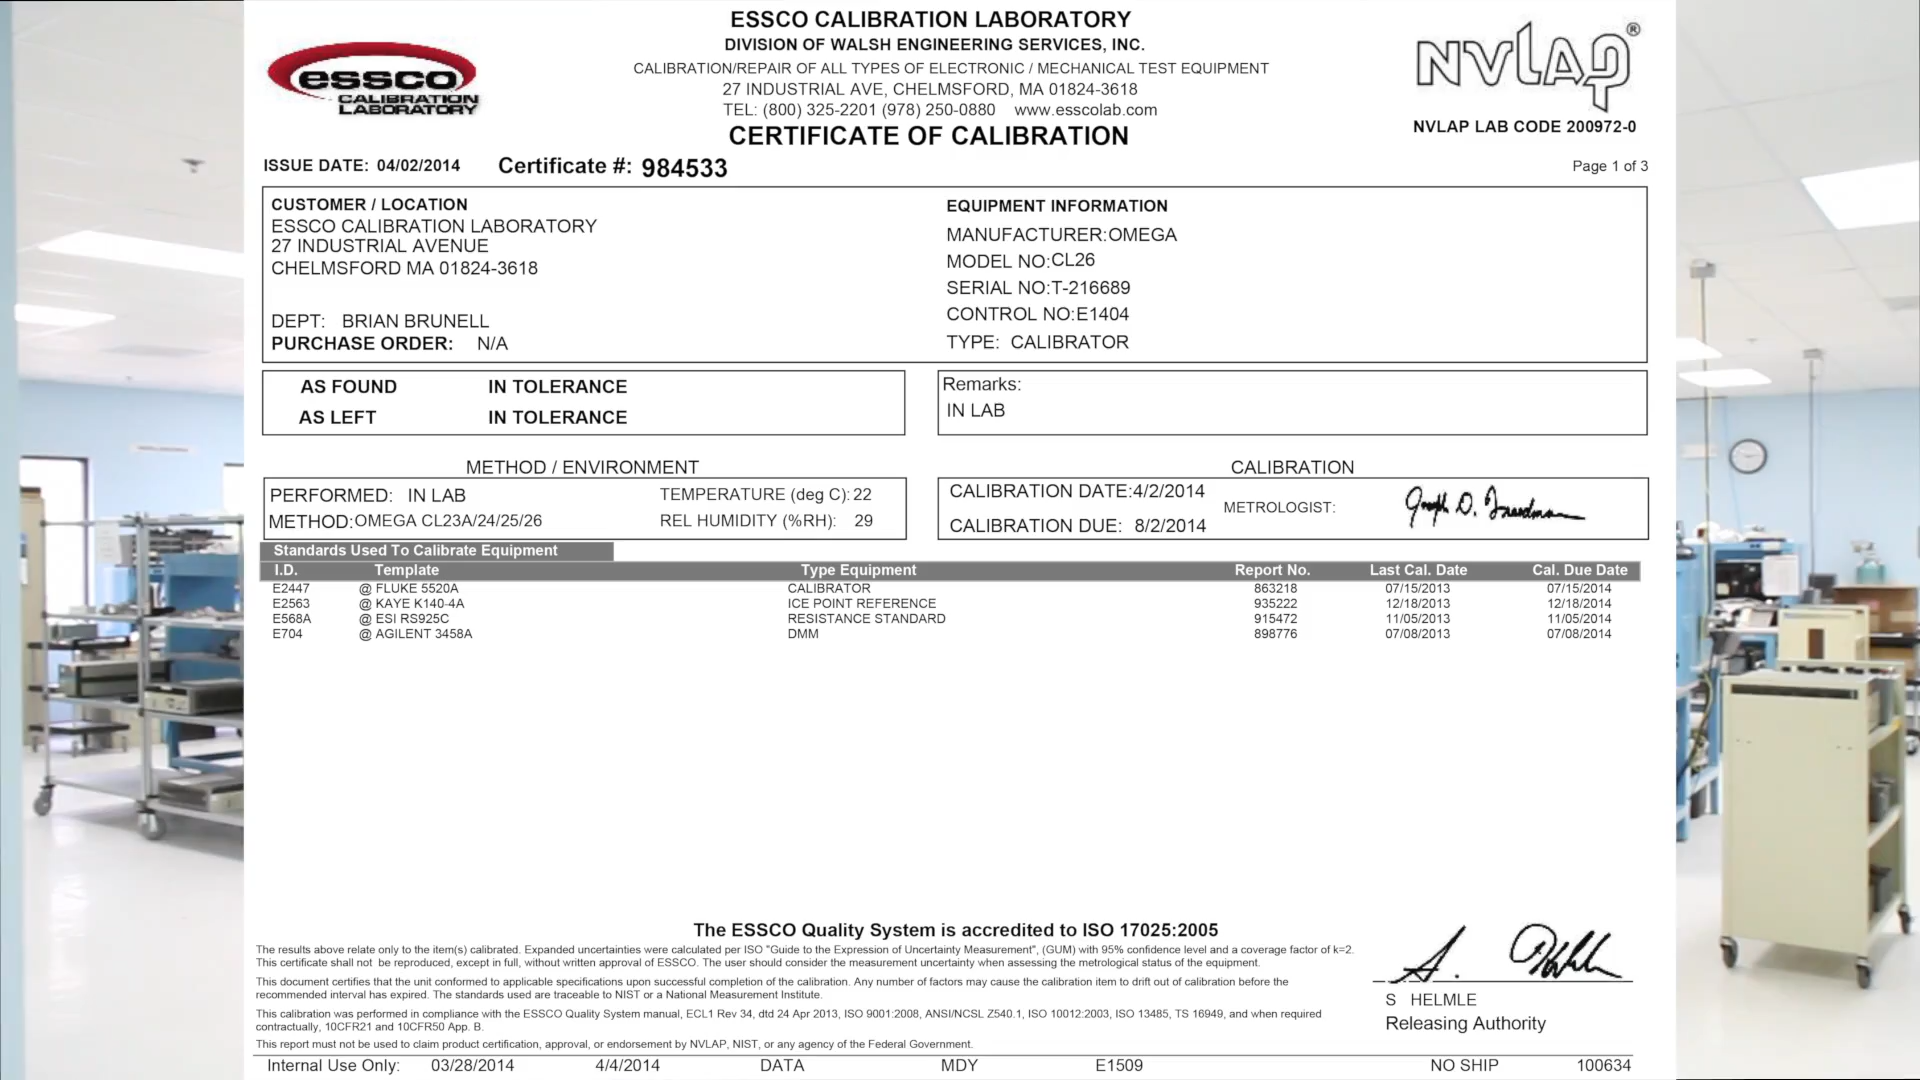 essco
CALIBRATION
LABORATORY
ESSCO CALIBRATION LABORATORY
DIVISION OF WALSH ENGINEERING SERVICES, INC.
CALIBRATION/REPAIR OF ALL TYPES OF ELECTRONIC / MECHANICAL TEST EQUIPMENT
27 INDUSTRIAL AVE, CHELMSFORD, MA 01824-3618
TEL: (800) 325-2201 (978) 250-0880 www.esscolab.com
CERTIFICATE OF CALIBRATION
NVLAP®
NVLAP LAB CODE 200972-0
ISSUE DATE: 04/02/2014 Certificate #: 984533
Page 1 of 3
CUSTOMER / LOCATION
ESSCO CALIBRATION LABORATORY
27 INDUSTRIAL AVENUE
CHELMSFORD MA 01824-3618
DEPT: BRIAN BRUNELL
PURCHASE ORDER: N/A
EQUIPMENT INFORMATION
MANUFACTURER:OMEGA
MODEL NO:CL26
SERIAL NO:T-216689
CONTROL NO:E1404
TYPE: CALIBRATOR
AS FOUND IN TOLERANCE
AS LEFT IN TOLERANCE
Remarks:
IN LAB
METHOD / ENVIRONMENT
PERFORMED: IN LAB TEMPERATURE (deg C): 22
METHOD:OMEGA CL23A/24/25/26 REL HUMIDITY (%RH): 29
CALIBRATION
CALIBRATION DATE:4/2/2014
CALIBRATION DUE: 8/2/2014
METROLOGIST:
Standards Used To Calibrate Equipment
I.D. Template Type Equipment Report No. Last Cal. Date Cal. Due Date
E2447 @ FLUKE 5520A CALIBRATOR 863218 07/15/2013 07/15/2014
E2563 @ KAYE K140-4A ICE POINT REFERENCE 935222 12/18/2013 12/18/2014
E568A @ ESI RS925C RESISTANCE STANDARD 915472 11/05/2013 11/05/2014
E704 @ AGILENT 3458A DMM 898776 07/08/2013 07/08/2014
The ESSCO Quality System is accredited to ISO 17025:2005
The results above relate only to the item(s) calibrated. Expanded uncertainties were calculated per ISO "Guide to the Expression of Uncertainty Measurement", (GUM) with 95% confidence level and a coverage factor of k=2.
This certificate shall not be reproduced, except in full, without written approval of ESSCO. The user should consider the measurement uncertainty when assessing the metrological status of the equipment.
This document certifies that the unit conformed to applicable specifications upon successful completion of the calibration. Any number of factors may cause the calibration item to drift out of calibration before the
recommended interval has expired. The standards used are traceable to NIST or a National Measurement Institute.
This calibration was performed in compliance with the ESSCO Quality System manual, ECL1 Rev 34, dtd 24 Apr 2013, ISO 9001:2008, ANSI/NCSL Z540.1, ISO 10012:2003, ISO 13485, TS 16949, and when required
contractually, 10CFR21 and 10CFR50 App. B.
This report must not be used to claim product certification, approval, or endorsement by NVLAP, NIST, or any agency of the Federal Government.
S HELMLE
Releasing Authority
Internal Use Only: 03/28/2014 4/4/2014 DATA MDY E1509 NO SHIP 100634